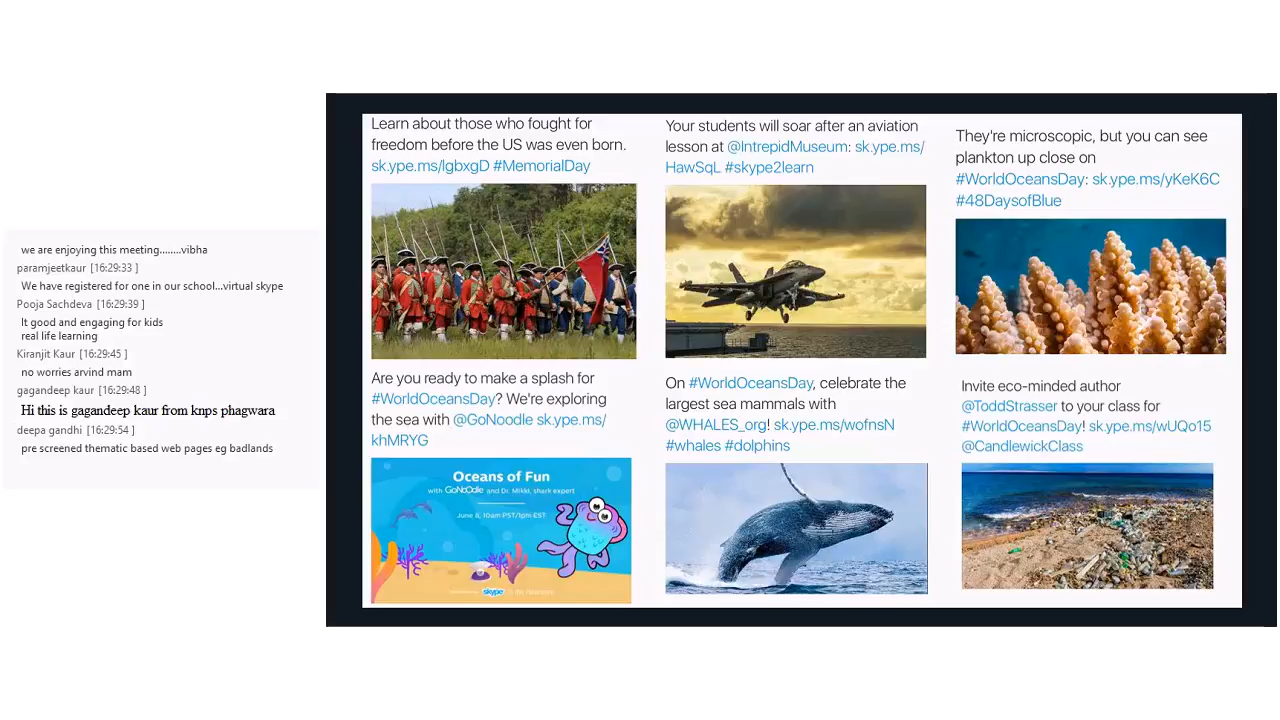 we are enjoying this meeting........vibha
paramjeetkaur [16:29:33 ]
We have registered for one in our school...virtual skype
Pooja Sachdeva [16:29:39 ]
It good and engaging for kids
real life learning
Kiranjit Kaur [16:29:45 ]
no worries arvind mam
gagandeep kaur [16:29:48 ]
Hi this is gagandeep kaur from knps phagwara
deepa gandhi [16:29:54 ]
pre screened thematic based web pages eg badlands
Learn about those who fought for
freedom before the US was even born.
sk.ype.ms/lgbxgD #MemorialDay
Your students will soar after an aviation
lesson at @IntrepidMuseum: sk.ype.ms/
HawSqL #skype2learn
They're microscopic, but you can see
plankton up close on
#WorldOceansDay: sk.ype.ms/yKeK6C
#48DaysofBlue
Are you ready to make a splash for
#WorldOceansDay? We're exploring
the sea with @GoNoodle sk.ype.ms/
khMRYG
Oceans of Fun
with GoNoodle and Dr. Mikki, shark expert
June 8, 10am PST/1pm EST
skype
On #WorldOceansDay, celebrate the
largest sea mammals with
@WHALES_org! sk.ype.ms/wofnsN
#whales #dolphins
Invite eco-minded author
@ToddStrasser to your class for
#WorldOceansDay! sk.ype.ms/wUQo15
@CandlewickClass